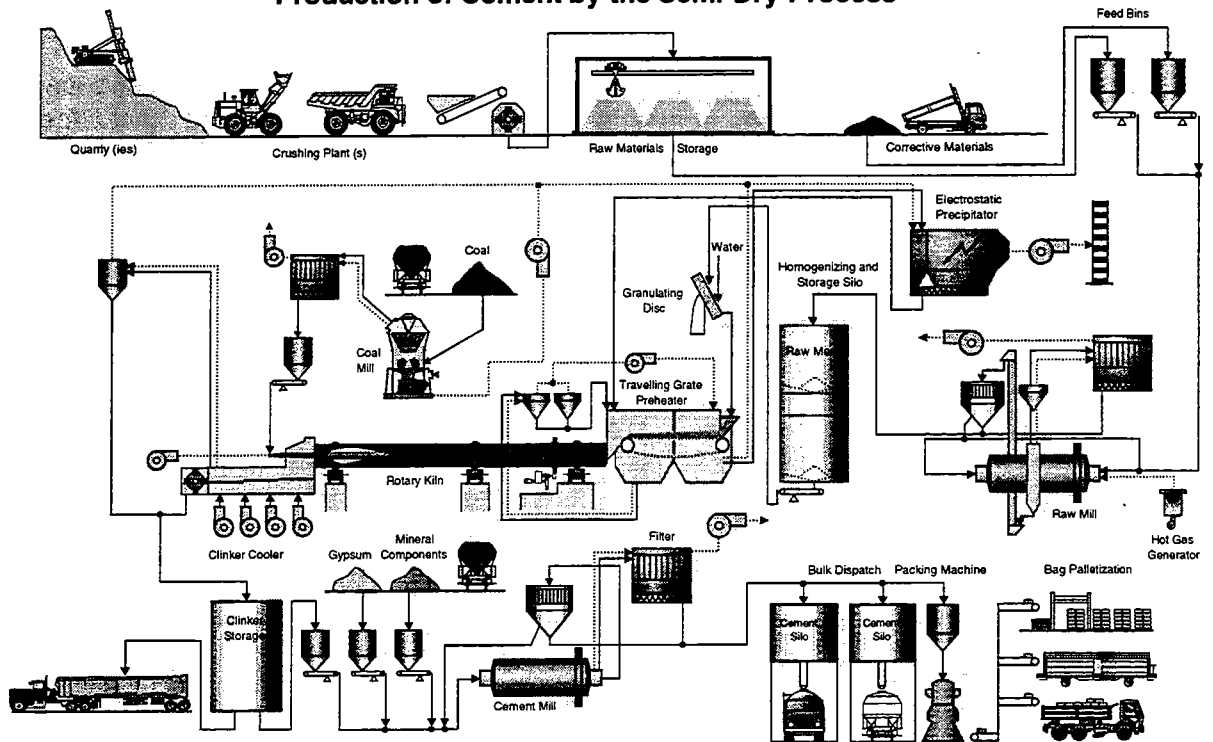 Production of Cement by the Semi-Dry Process
Feed Bins
Quarry (ies)
Crushing Plant (s)
Raw Materials Storage
Corrective Materials
Electrostatic
Precipitator
Coal
Water
Homogenizing and
Storage Silo
Granulating
Disc
Coal
Mill
Raw Me
Travelling Grate
Preheater
Rotary Kiln
Raw Mill
Clinker Cooler
Hot Gas
Generator
Gypsum
Mineral
Components
Filter
Bulk Dispatch
Packing Machine
Bag Palletization
Clinker
Storage
Cement
Silo
Cement
Silo
Cement Mill